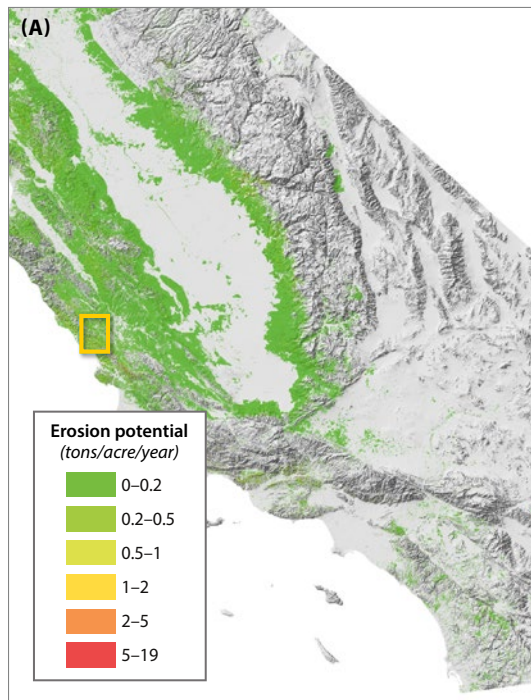 (A)
Erosion potential
(tons/acre/year)
0–0.2
0.2–0.5
0.5–1
1–2
2–5
5–19